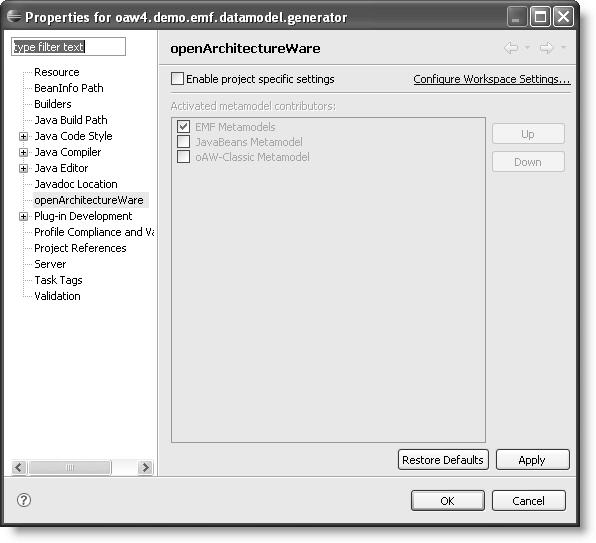 Properties for oaw4.demo.emf.datamodel.generator
type filter text
Resource
BeanInfo Path
Builders
Java Build Path
Java Code Style
Java Compiler
Java Editor
Javadoc Location
openArchitectureWare
Plug-in Development
Profile Compliance and Va
Project References
Server
Task Tags
Validation
openArchitectureWare
Enable project specific settings
Configure Workspace Settings...
Activated metamodel contributors:
EMF Metamodels
JavaBeans Metamodel
oAW-Classic Metamodel
Up
Down
Restore Defaults
Apply
?
OK
Cancel